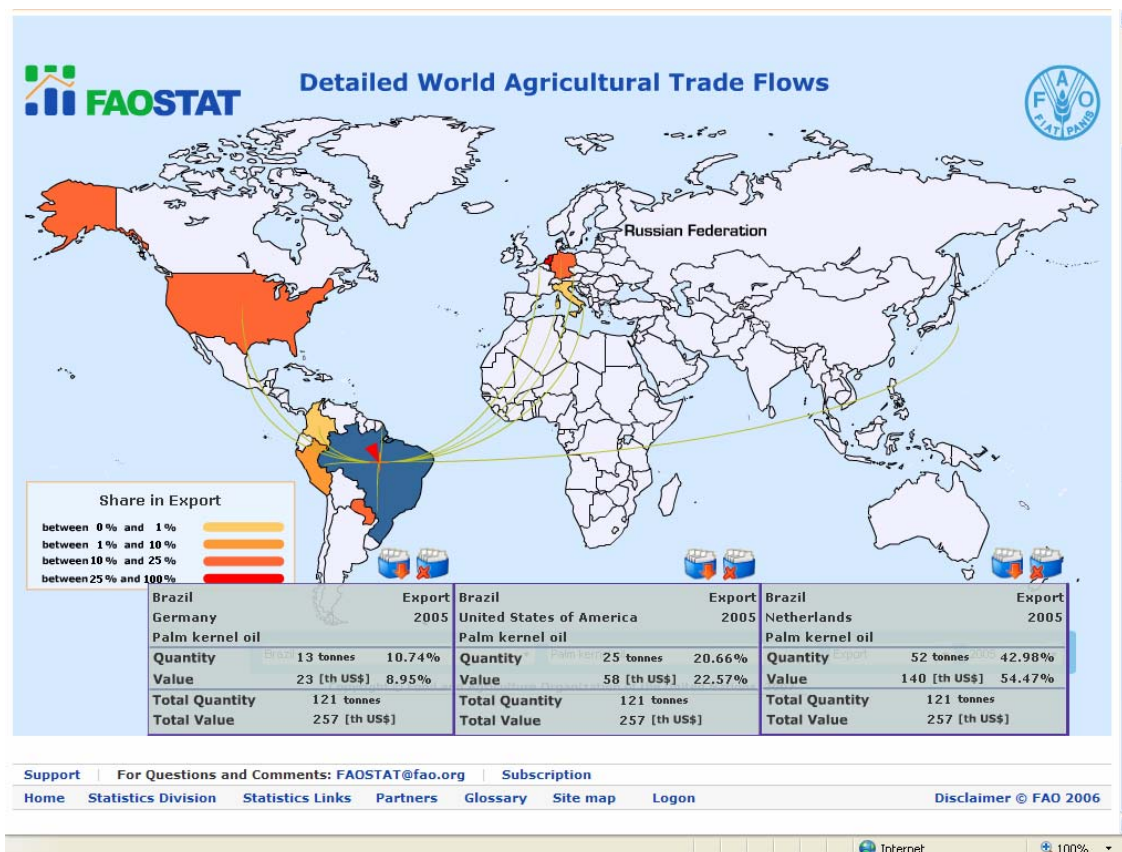 Detailed World Agricultural Trade Flows
FAOSTAT
F A O
FIAT PANIS
Russian Federation
Share in Export
between 0 % and 1 %
between 1 % and 10 %
between 10 % and 25 %
between 25 % and 100 %
Brazil Export
Germany 2005
Palm kernel oil
Quantity 13 tonnes 10.74%
Value 23 [th US$] 8.95%
Total Quantity 121 tonnes
Total Value 257 [th US$]
Brazil Export
United States of America 2005
Palm kernel oil
Quantity 25 tonnes 20.66%
Value 58 [th US$] 22.57%
Total Quantity 121 tonnes
Total Value 257 [th US$]
Brazil Export
Netherlands 2005
Palm kernel oil
Quantity 52 tonnes 42.98%
Value 140 [th US$] 54.47%
Total Quantity 121 tonnes
Total Value 257 [th US$]
Support | For Questions and Comments: FAOSTAT@fao.org | Subscription
Home Statistics Division Statistics Links Partners Glossary Site map Logon Disclaimer © FAO 2006
Internet 100%